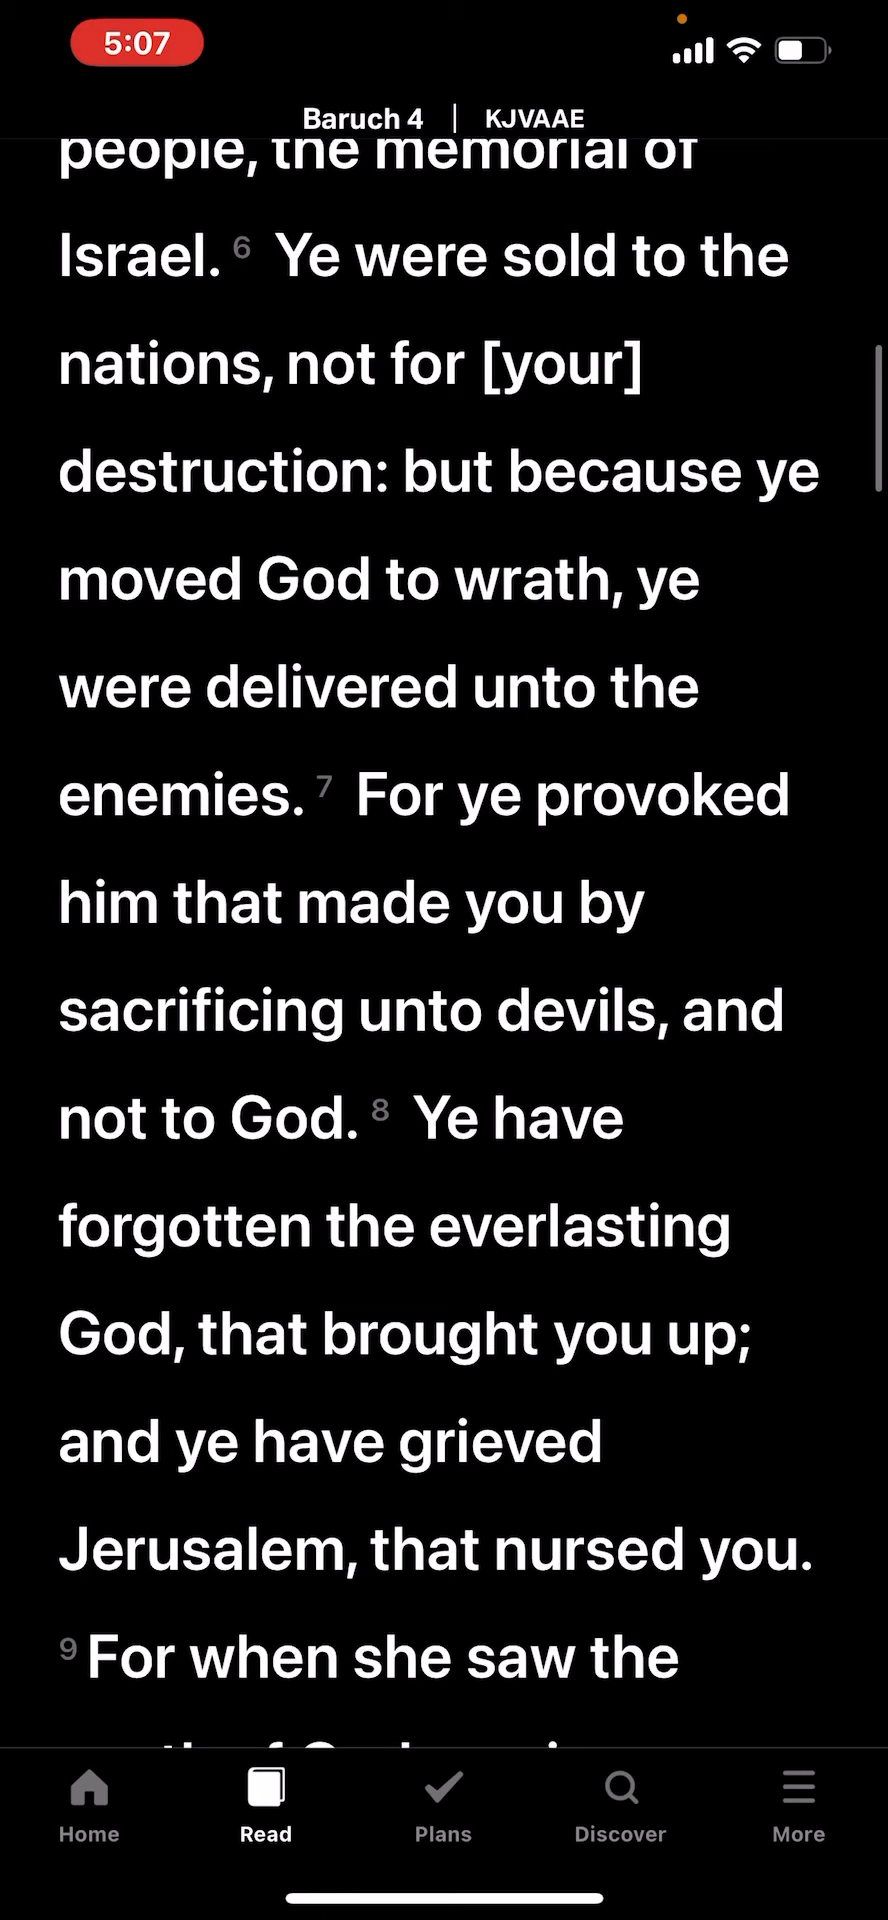 5:07
Baruch 4 | KJVAAE
people, the memorial of
Israel. 6 Ye were sold to the
nations, not for [your]
destruction: but because ye
moved God to wrath, ye
were delivered unto the
enemies. 7 For ye provoked
him that made you by
sacrificing unto devils, and
not to God. 8 Ye have
forgotten the everlasting
God, that brought you up;
and ye have grieved
Jerusalem, that nursed you.
9 For when she saw the
Home Read Plans Discover More